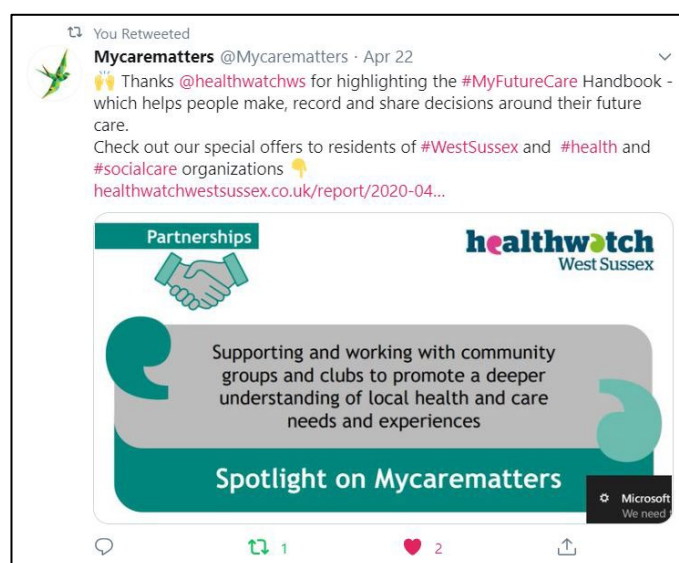 You Retweeted
Mycarematters @Mycarematters · Apr 22
🙌 Thanks @healthwatchws for highlighting the #MyFutureCare Handbook -
which helps people make, record and share decisions around their future
care.
Check out our special offers to residents of #WestSussex and #health and
#socialcare organizations 👇
healthwatchwestsussex.co.uk/report/2020-04...
Partnerships
healthwatch
West Sussex
Supporting and working with community
groups and clubs to promote a deeper
understanding of local health and care
needs and experiences
Spotlight on Mycarematters
Microsoft
We need
1
2